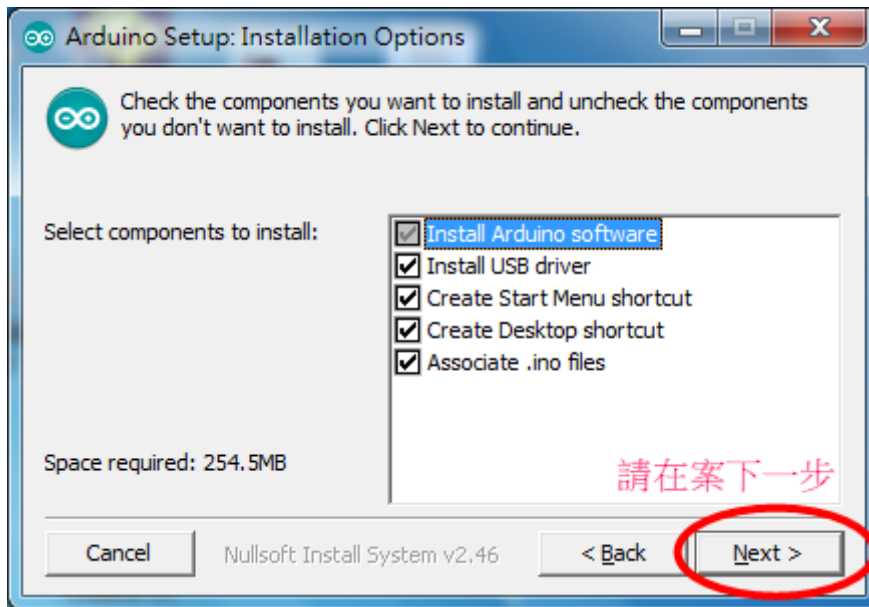 Arduino Setup: Installation Options
Check the components you want to install and uncheck the components
you don't want to install. Click Next to continue.
Select components to install:
Install Arduino software
Install USB driver
Create Start Menu shortcut
Create Desktop shortcut
Associate .ino files
Space required: 254.5MB
請在案下一步
Cancel
Nullsoft Install System v2.46
< Back
Next >